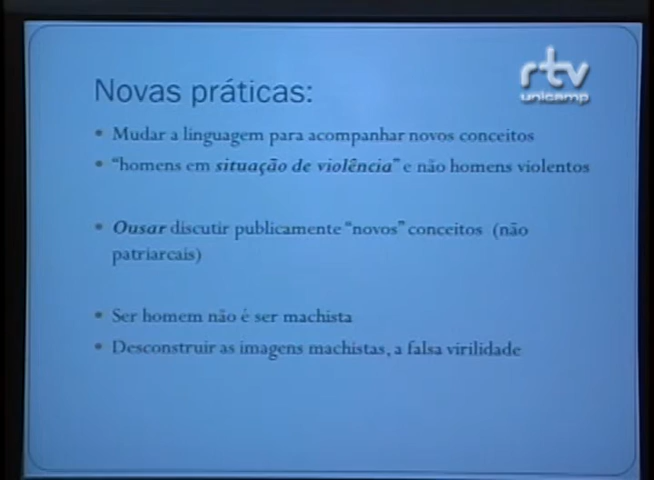 rtv
unicamp
Novas práticas:
• Mudar a linguagem para acompanhar novos conceitos
• “homens em situação de violência” e não homens violentos
• Ousar discutir publicamente “novos” conceitos (não
patriarcais)
• Ser homem não é ser machista
• Desconstruir as imagens machistas, a falsa virilidade